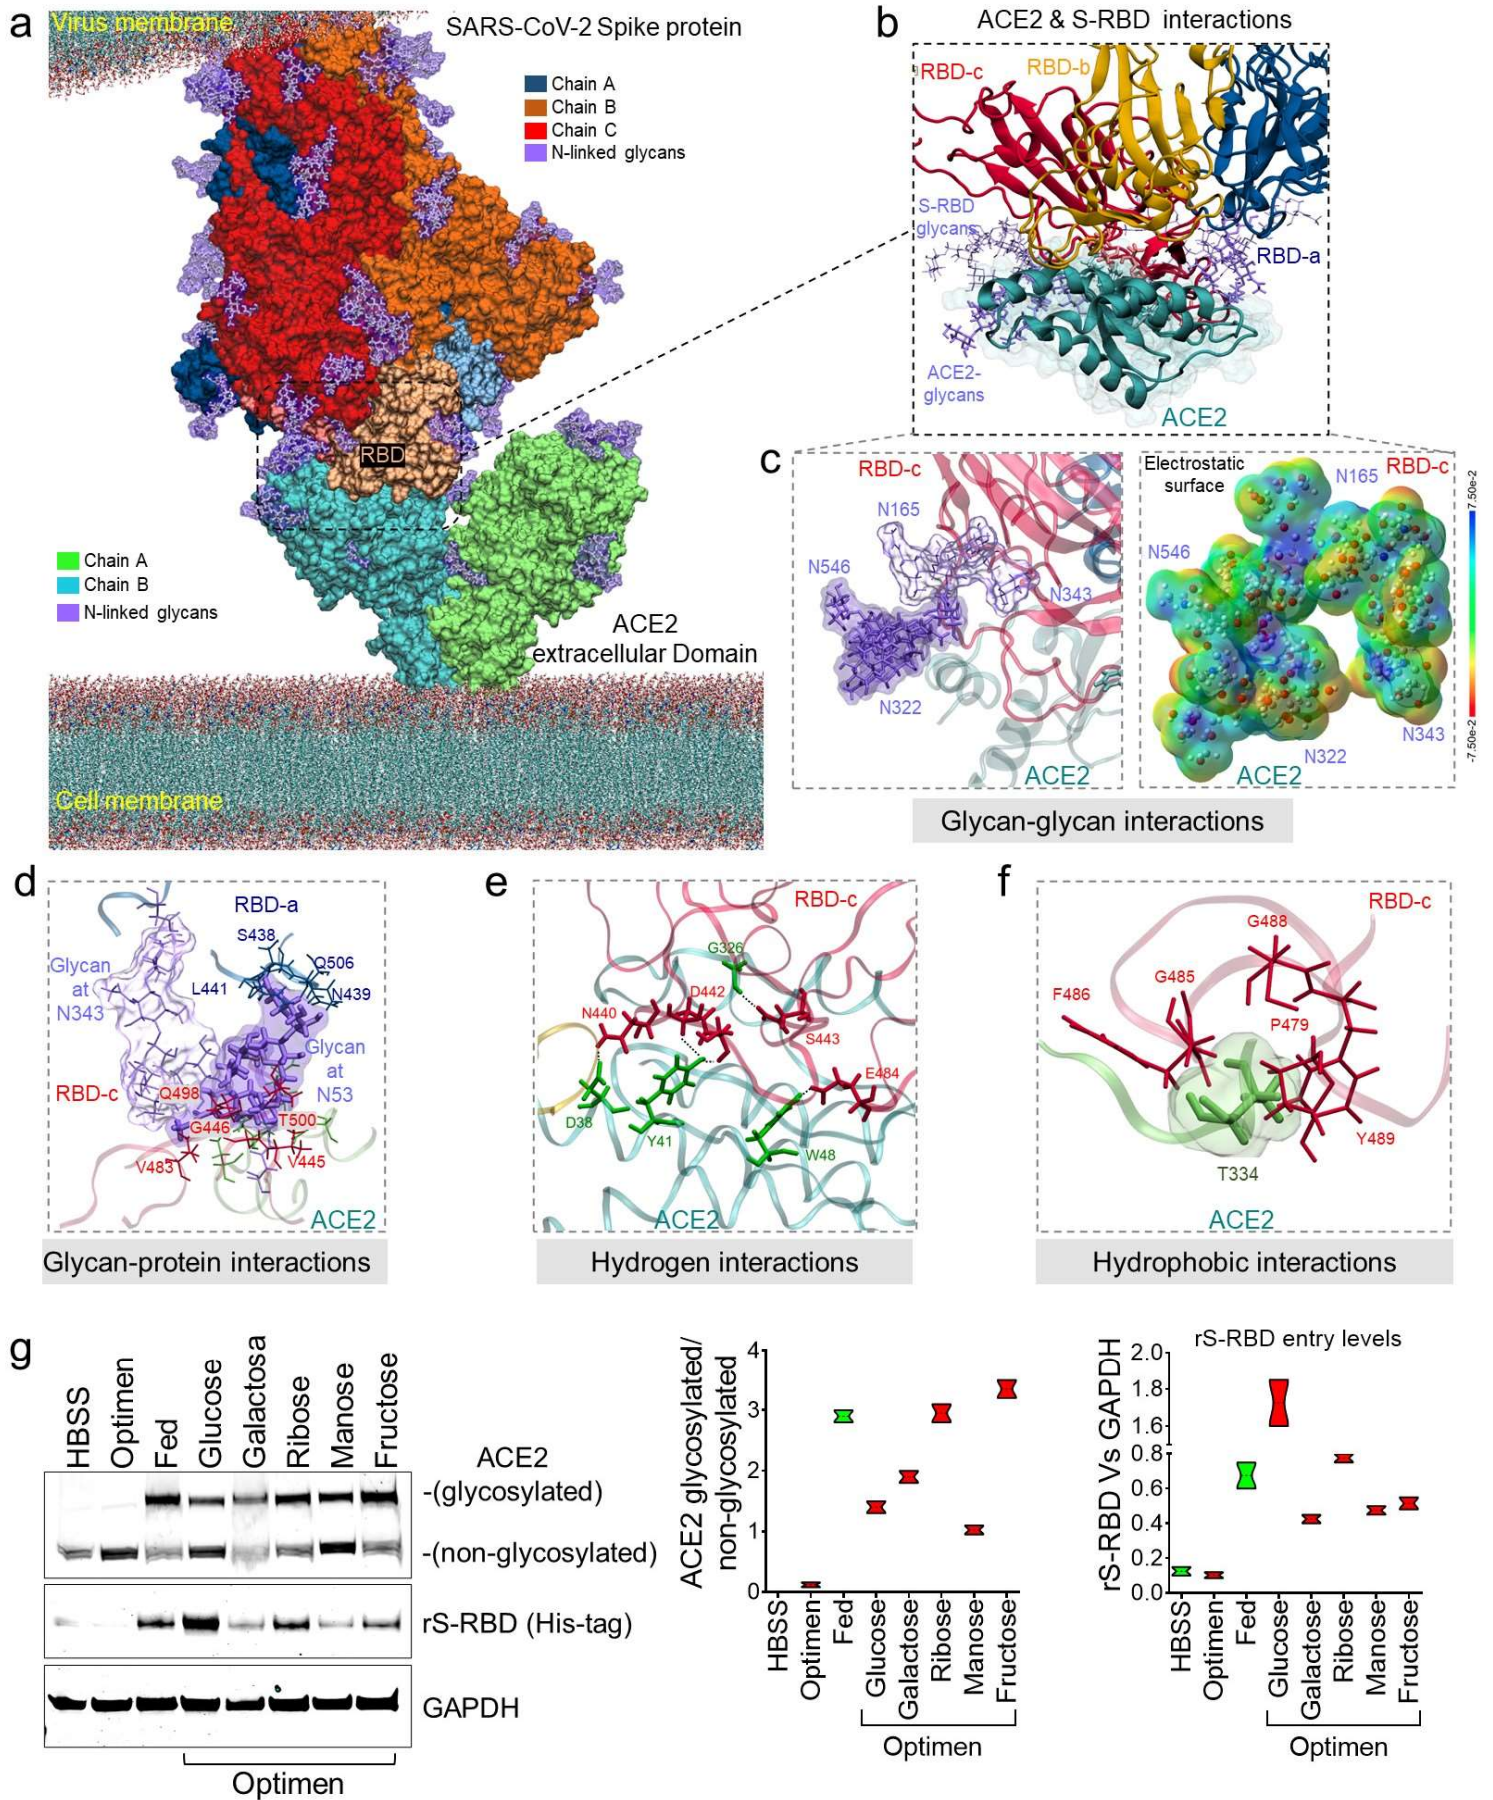 a
Virus membrane
SARS-CoV-2 Spike protein
Chain A
Chain B
Chain C
N-linked glycans
RBD
Chain A
Chain B
N-linked glycans
ACE2
extracellular Domain
Cell membrane
b
ACE2 & S-RBD interactions
RBD-c
RBD-b
S-RBD
glycans
RBD-a
ACE2-
glycans
ACE2
c
RBD-c
N165
N546
N343
N322
ACE2
Electrostatic
surface
N165
RBD-c
N546
N343
N322
ACE2
7.50e-2
-7.50e-2
Glycan-glycan interactions
d
RBD-a
S438
Q506
Glycan
at
N343
L441
N439
Glycan
at
N53
RBD-c
Q498
G446
T500
V483
V445
ACE2
Glycan-protein interactions
e
RBD-c
G326
D442
N440
S443
E484
D38
Y41
W48
ACE2
Hydrogen interactions
f
RBD-c
G488
G485
F486
P479
Y489
T334
ACE2
Hydrophobic interactions
g
HBSS
Optimen
Fed
Glucose
Galactosa
Ribose
Manose
Fructose
ACE2
-(glycosylated)
-(non-glycosylated)
rS-RBD (His-tag)
GAPDH
Optimen
ACE2 glycosylated/
non-glycosylated
4
3
2
1
0
HBSS
Optimen
Fed
Glucose
Galactose
Ribose
Manose
Fructose
Optimen
rS-RBD entry levels
rS-RBD Vs GAPDH
2.0
1.8
1.6
0.8
0.6
0.4
0.2
0.0
HBSS
Optimen
Fed
Glucose
Galactose
Ribose
Manose
Fructose
Optimen